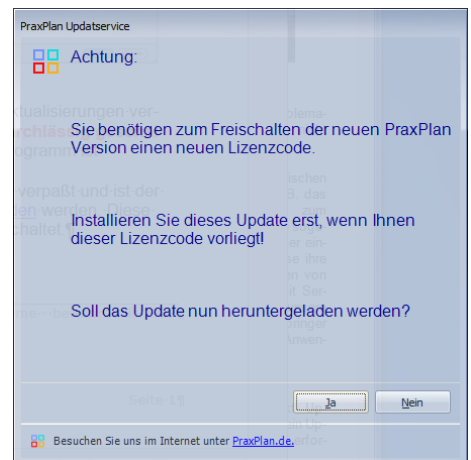 PraxPlan Updatservice
Achtung:
Sie benötigen zum Freischalten der neuen PraxPlan
Version einen neuen Lizenzcode.
Installieren Sie dieses Update erst, wenn Ihnen
dieser Lizenzcode vorliegt!
Soll das Update nun heruntergeladen werden?
Ja
Nein
Besuchen Sie uns im Internet unter PraxPlan.de.